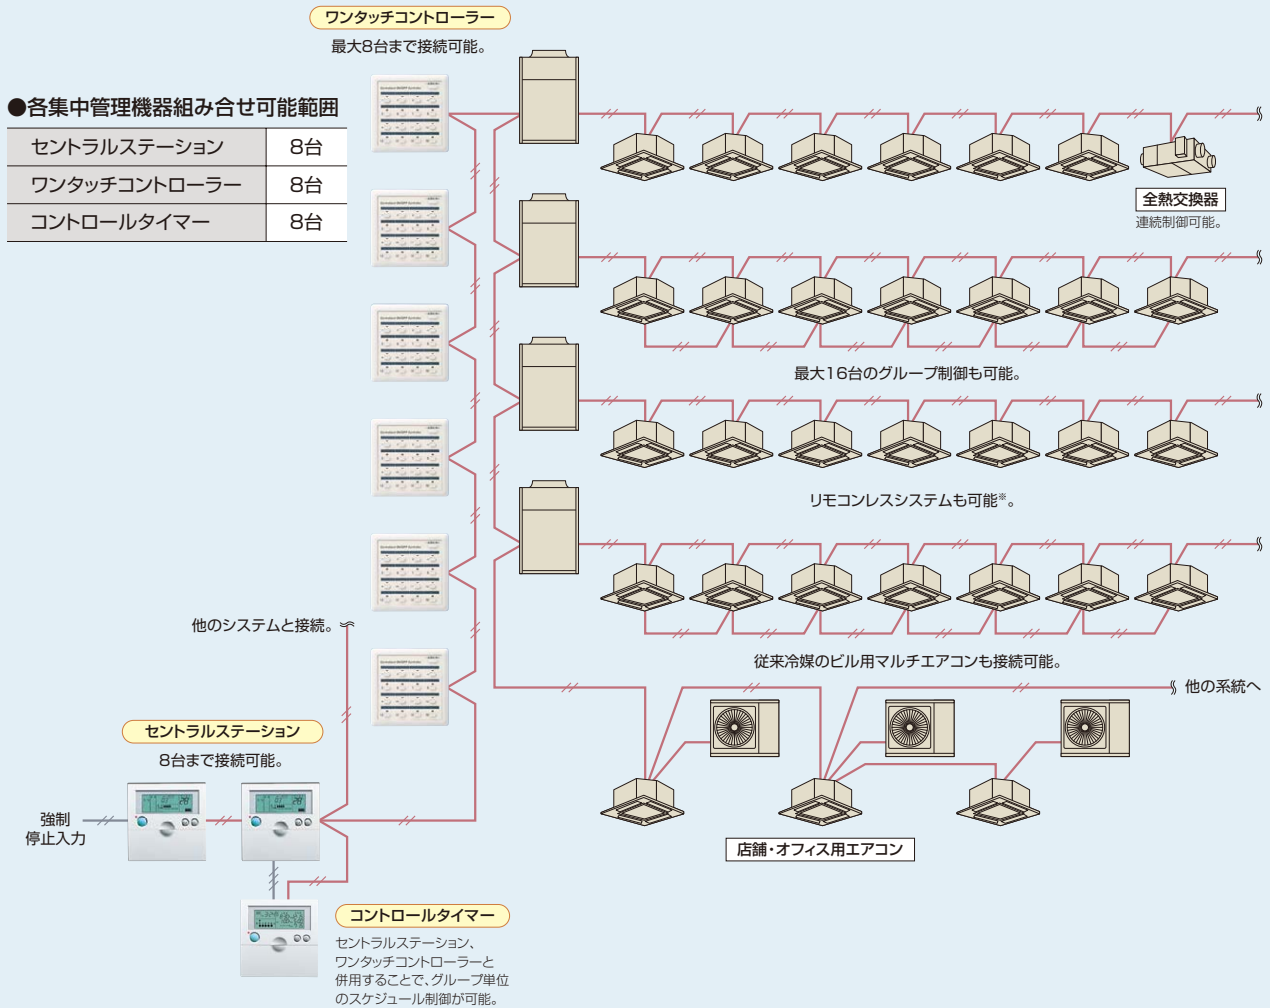 ワンタッチコントローラー
最大8台まで接続可能。
●各集中管理機器組み合せ可能範囲
セントラルステーション 8台
ワンタッチコントローラー 8台
コントロールタイマー 8台
全熱交換器
連続制御可能。
最大16台のグループ制御も可能。
リモコンレスシステムも可能※。
従来冷媒のビル用マルチエアコンも接続可能。
他のシステムと接続。
他の系統へ
セントラルステーション
8台まで接続可能。
強制
停止入力
店舗・オフィス用エアコン
コントロールタイマー
セントラルステーション、
ワンタッチコントローラーと
併用することで、グループ単位
のスケジュール制御が可能。